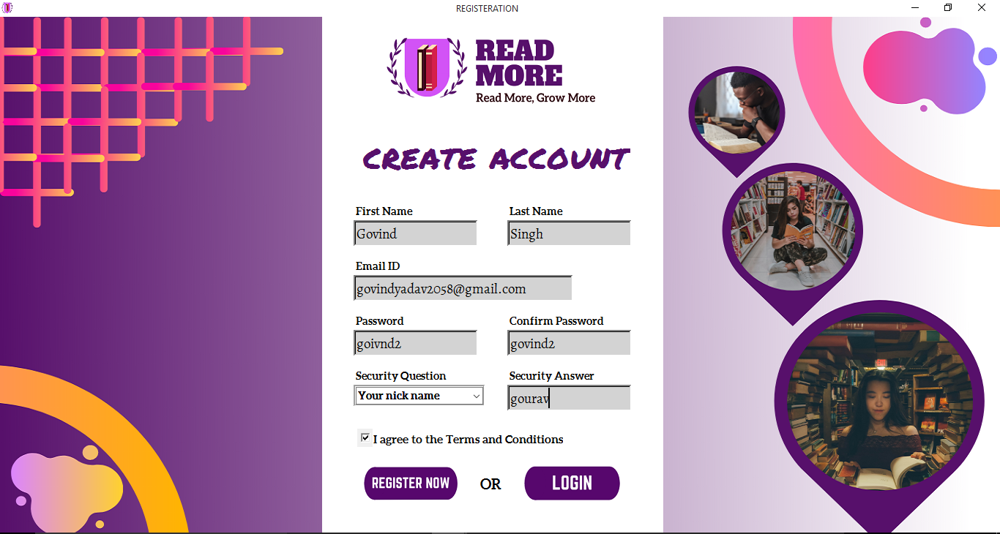 REGISTERATION
READ
MORE
Read More, Grow More
CREATE ACCOUNT
First Name Last Name
Govind Singh
Email ID
govindyadav2058@gmail.com
Password Confirm Password
goivnd2 govind2
Security Question Security Answer
Your nick name gourav
I agree to the Terms and Conditions
REGISTER NOW OR LOGIN